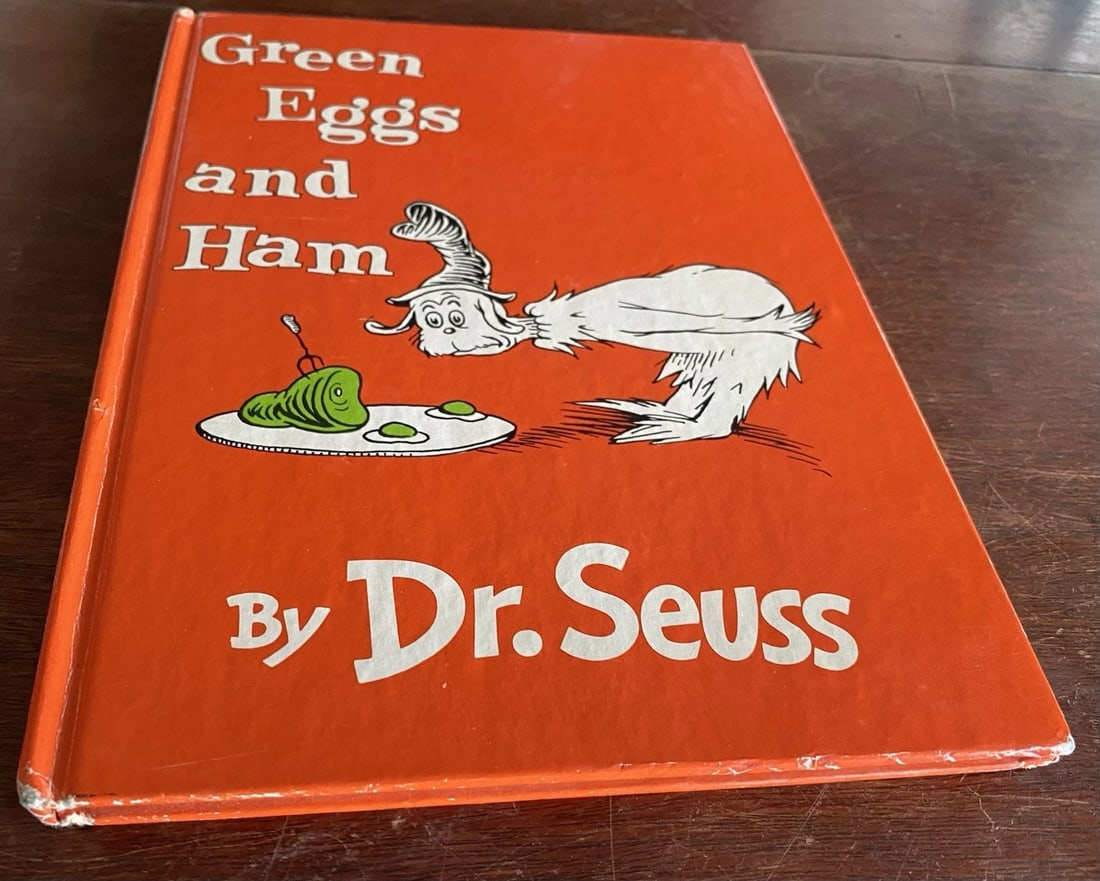 Green
Eggs
and
Ham
By Dr. Seuss